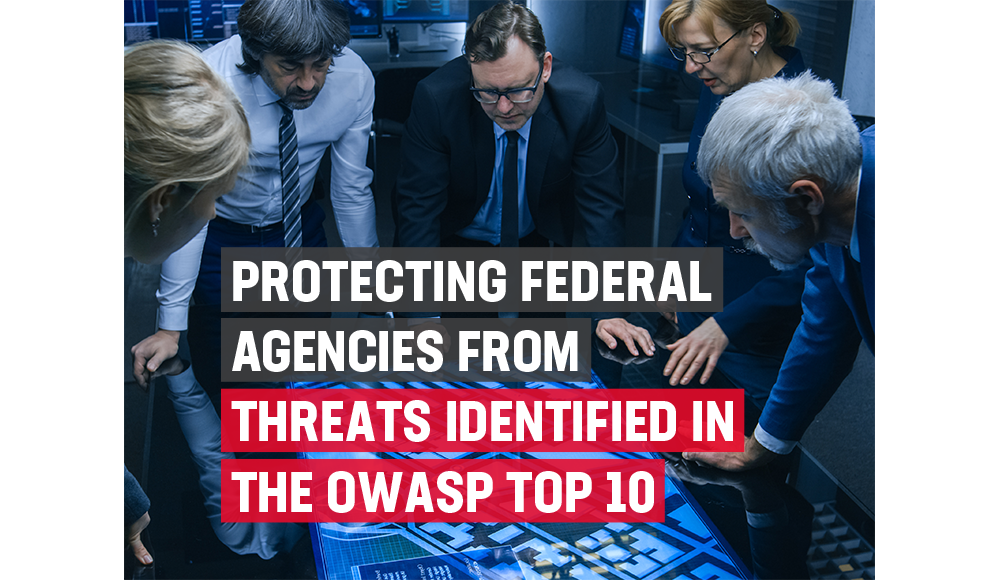 PROTECTING FEDERAL
AGENCIES FROM
THREATS IDENTIFIED IN
THE OWASP TOP 10